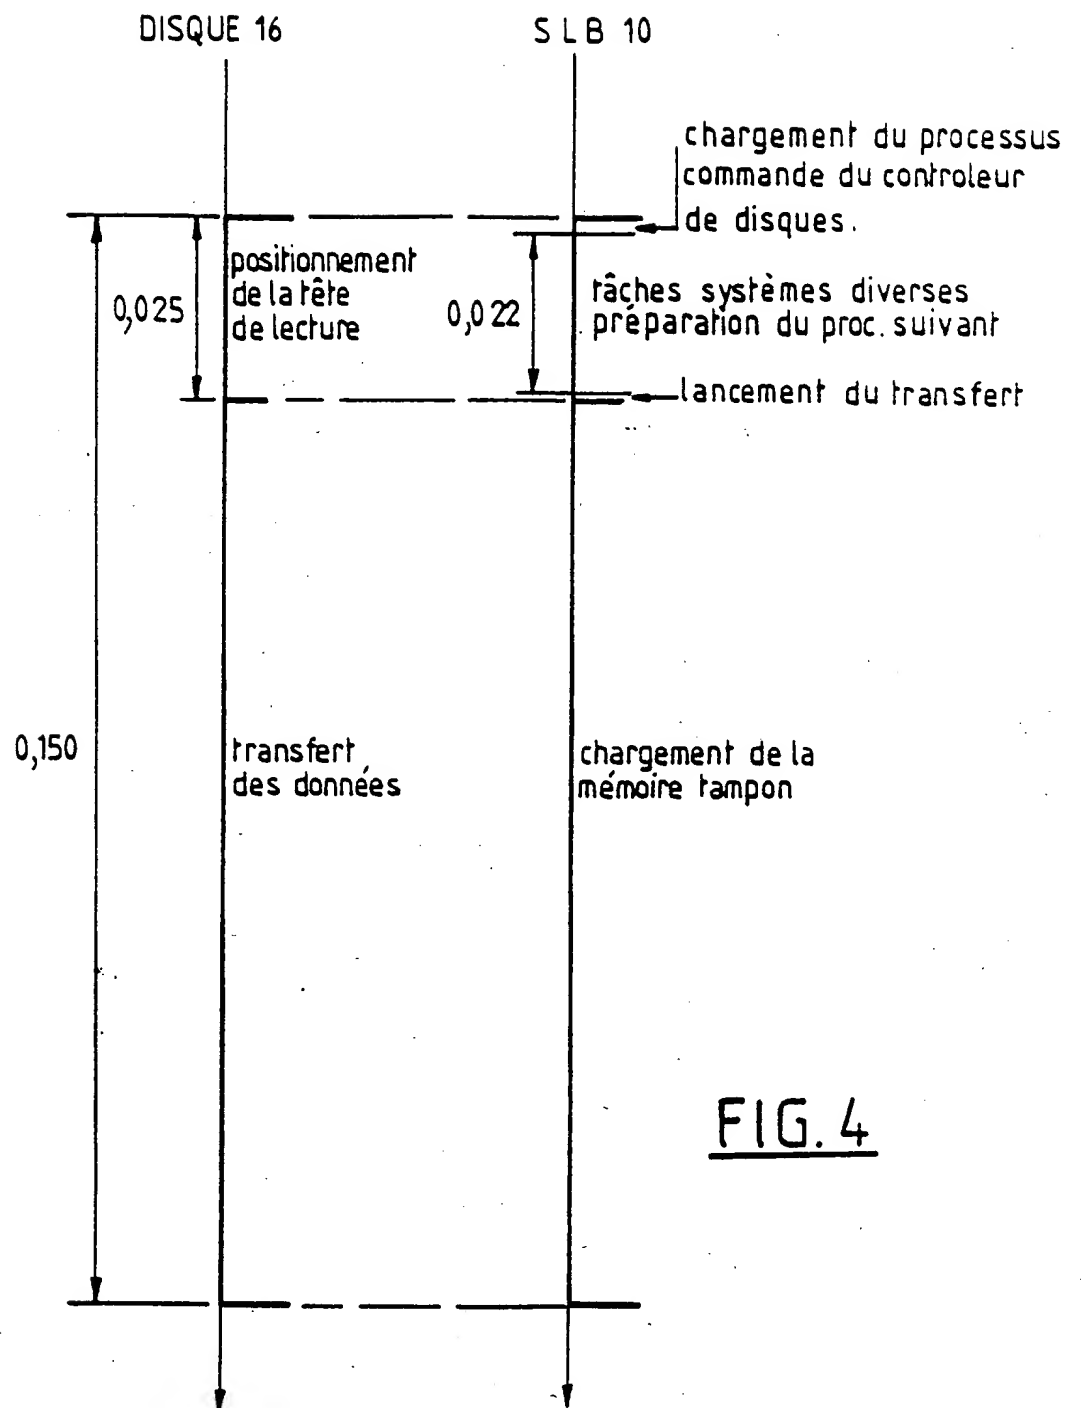 DISQUE 16
SLB 10
chargement du processus
commande du controleur
de disques.
positionnement
de la tête
de lecture
0,025
0,022
tâches systèmes diverses
préparation du proc. suivant
lancement du transfert
0,150
transfert
des données
chargement de la
mémoire tampon
FIG. 4